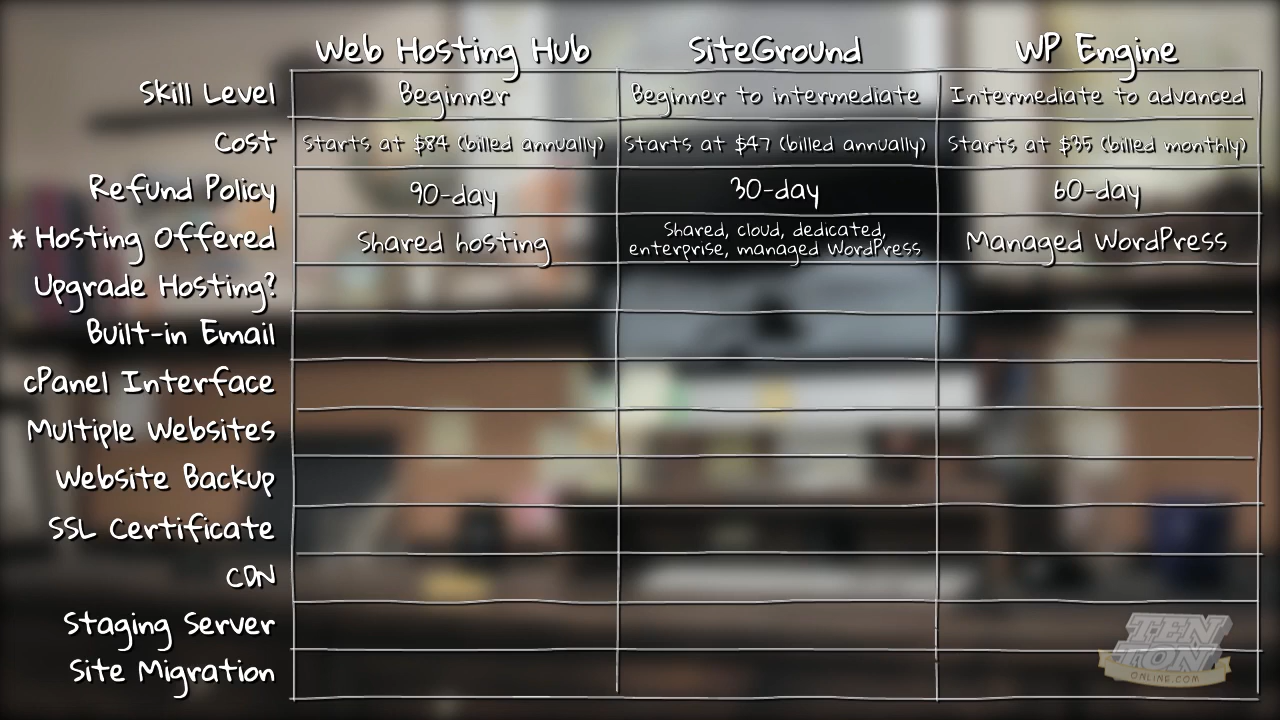 Web Hosting Hub SiteGround WP Engine
Skill Level Beginner Beginner to intermediate Intermediate to advanced
Cost Starts at $84 (billed annually) Starts at $47 (billed annually) Starts at $35 (billed monthly)
Refund Policy 90-day 30-day 60-day
* Hosting Offered Shared hosting Shared, cloud, dedicated, enterprise, managed WordPress Managed WordPress
Upgrade Hosting?
Built-in Email
cPanel Interface
Multiple Websites
Website Backup
SSL Certificate
CDN
Staging Server
Site Migration
TEN
TON
ONLINE.COM